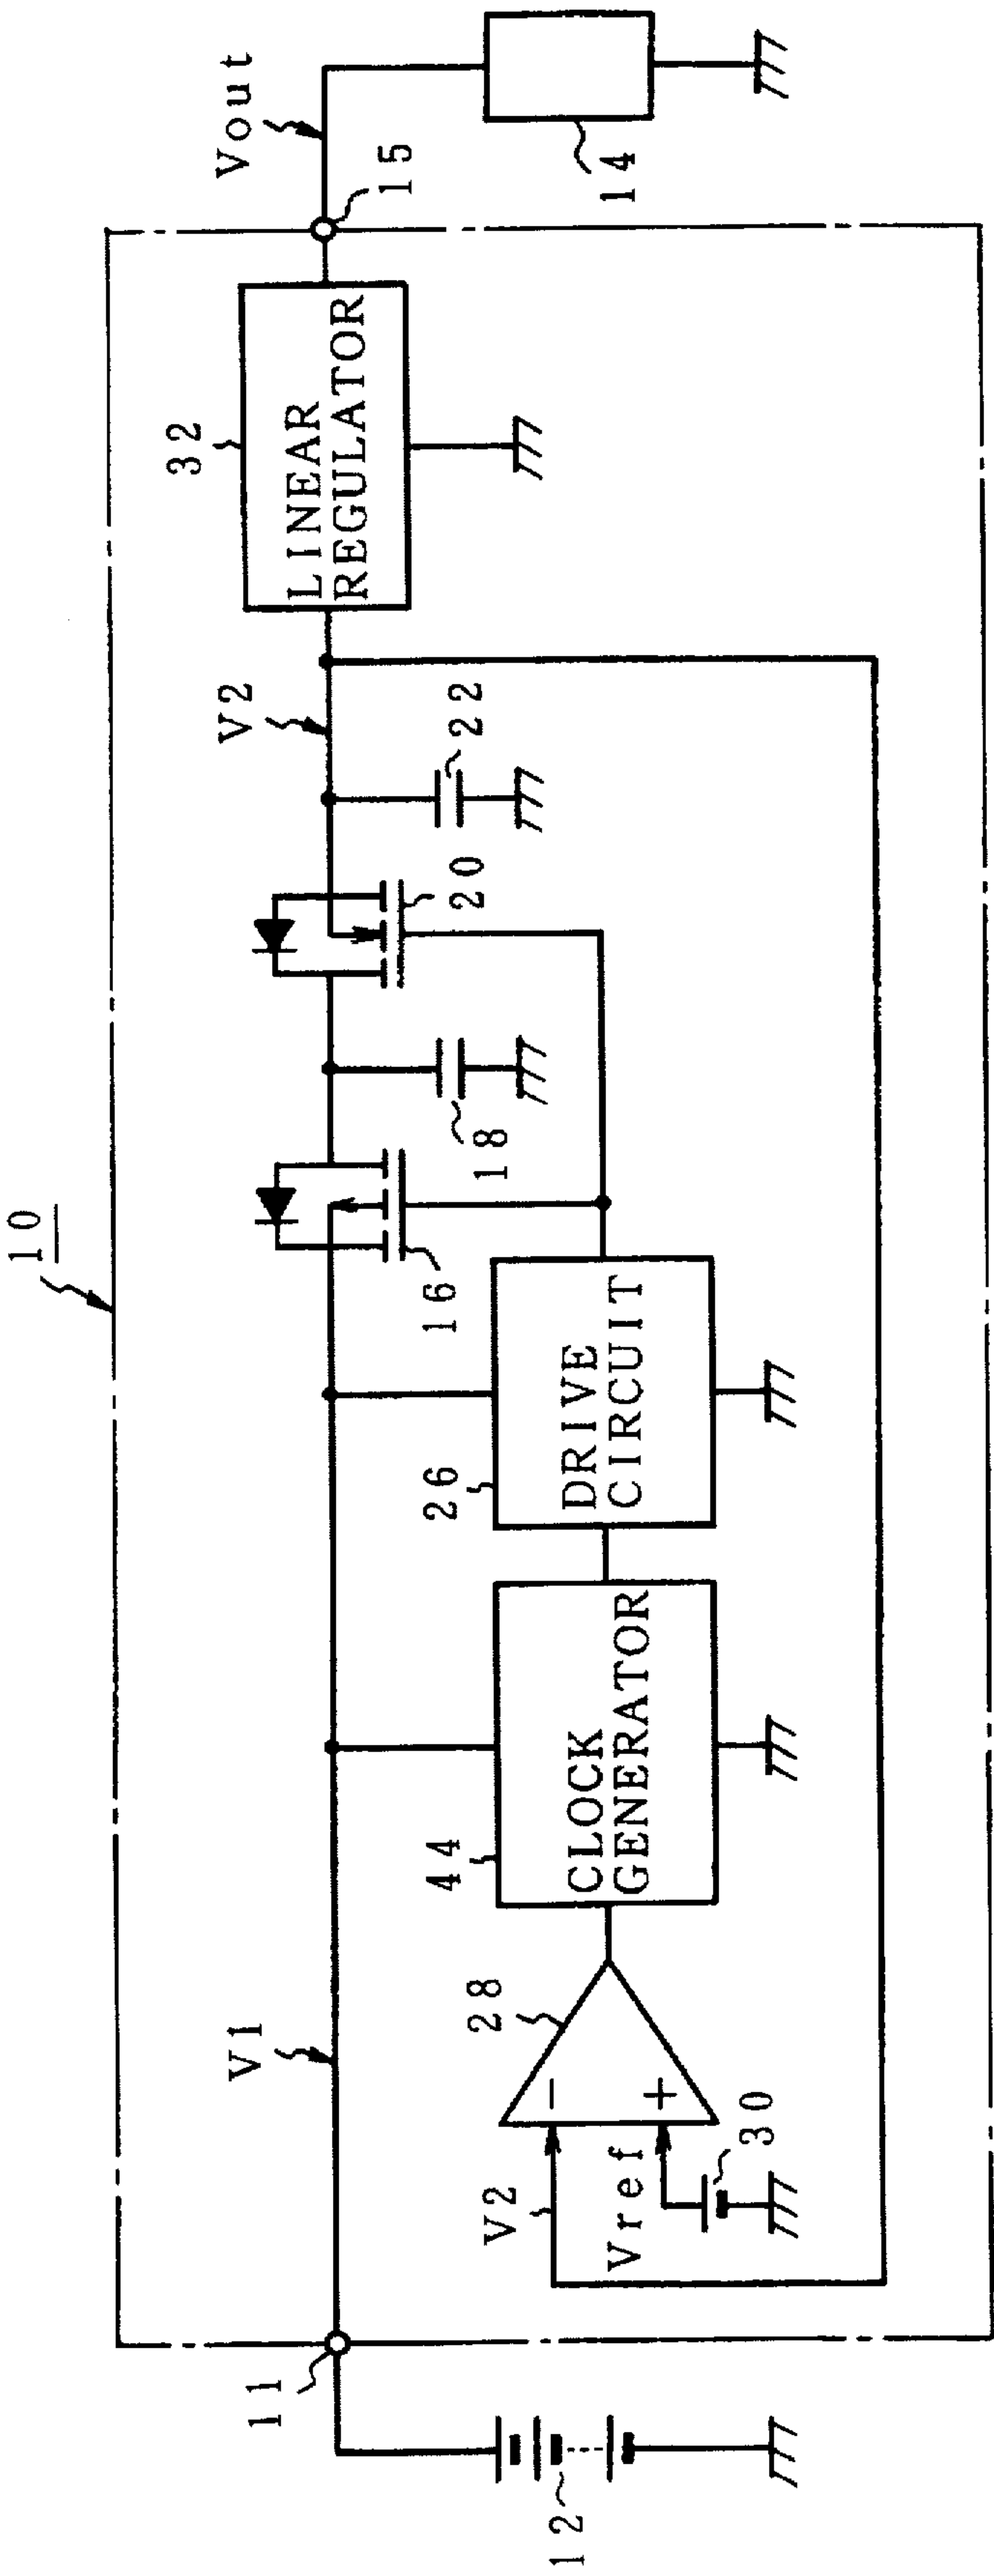 10
V1
V2
Vout
32
LINEAR
REGULATOR
15
11
12
16
18
20
22
14
44
CLOCK
GENERATOR
26
DRIVE
CIRCUIT
28
−
+
V2
Vref
30